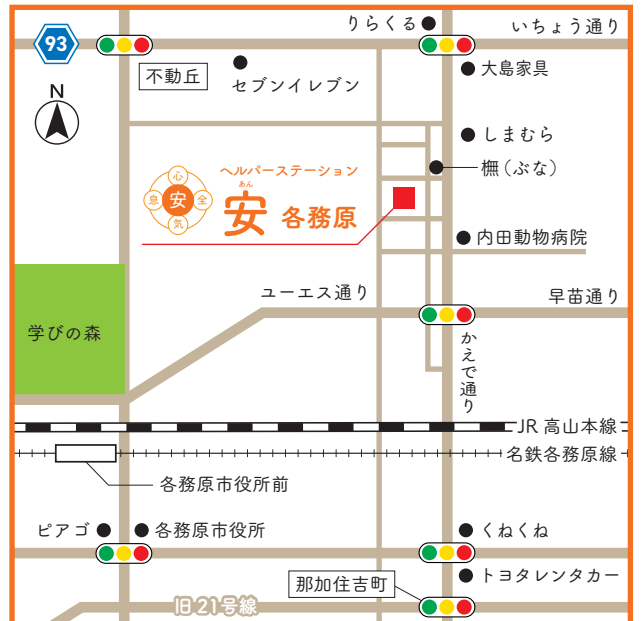 りらくる
いちょう通り
93
不動丘
セブンイレブン
大島家具
N
しまむら
橅(ぶな)
ヘルパーステーション
あん
安 各務原
心
息 安 全
気
内田動物病院
ユーエス通り
早苗通り
学びの森
かえで通り
JR 高山本線
名鉄各務原線
各務原市役所前
ピアゴ
各務原市役所
くねくね
那加住吉町
トヨタレンタカー
旧21号線